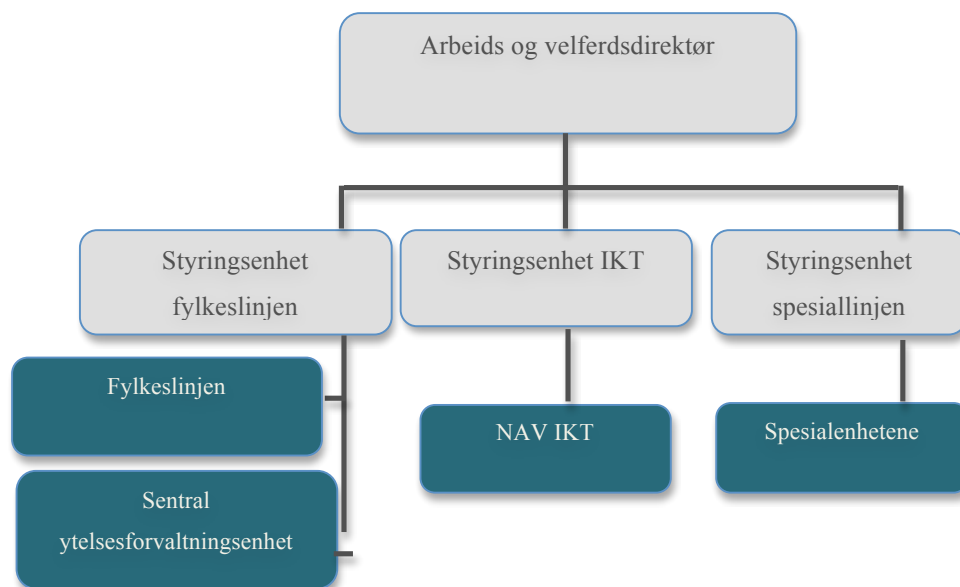 Arbeids og velferdsdirektør
Styringsenhet
fylkeslinjen
Styringsenhet IKT
Styringsenhet
spesiallinjen
Fylkeslinjen
NAV IKT
Spesialenhetene
Sentral
ytelsesforvaltningsenhet